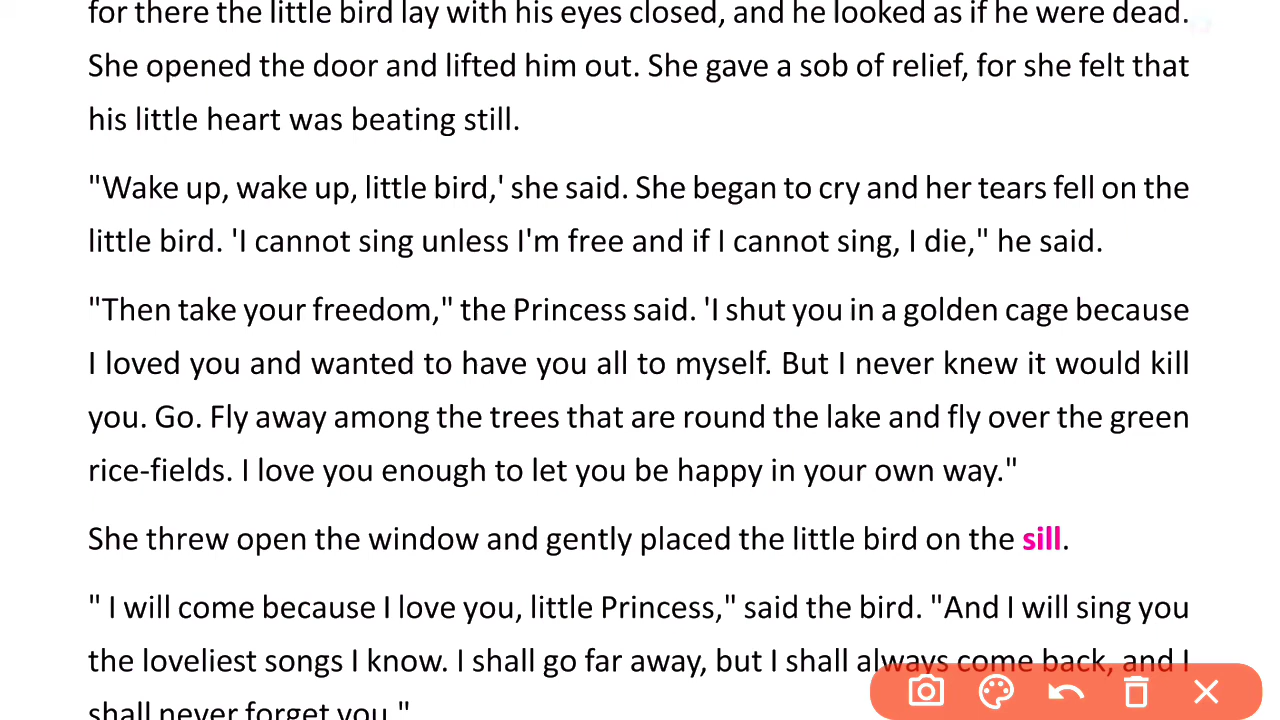 for there the little bird lay with his eyes closed, and he looked as if he were dead.
She opened the door and lifted him out. She gave a sob of relief, for she felt that
his little heart was beating still.
"Wake up, wake up, little bird,' she said. She began to cry and her tears fell on the
little bird. 'I cannot sing unless I'm free and if I cannot sing, I die," he said.
"Then take your freedom," the Princess said. 'I shut you in a golden cage because
I loved you and wanted to have you all to myself. But I never knew it would kill
you. Go. Fly away among the trees that are round the lake and fly over the green
rice-fields. I love you enough to let you be happy in your own way."
She threw open the window and gently placed the little bird on the sill.
" I will come because I love you, little Princess," said the bird. "And I will sing you
the loveliest songs I know. I shall go far away, but I shall always come back, and I
shall never forget you."